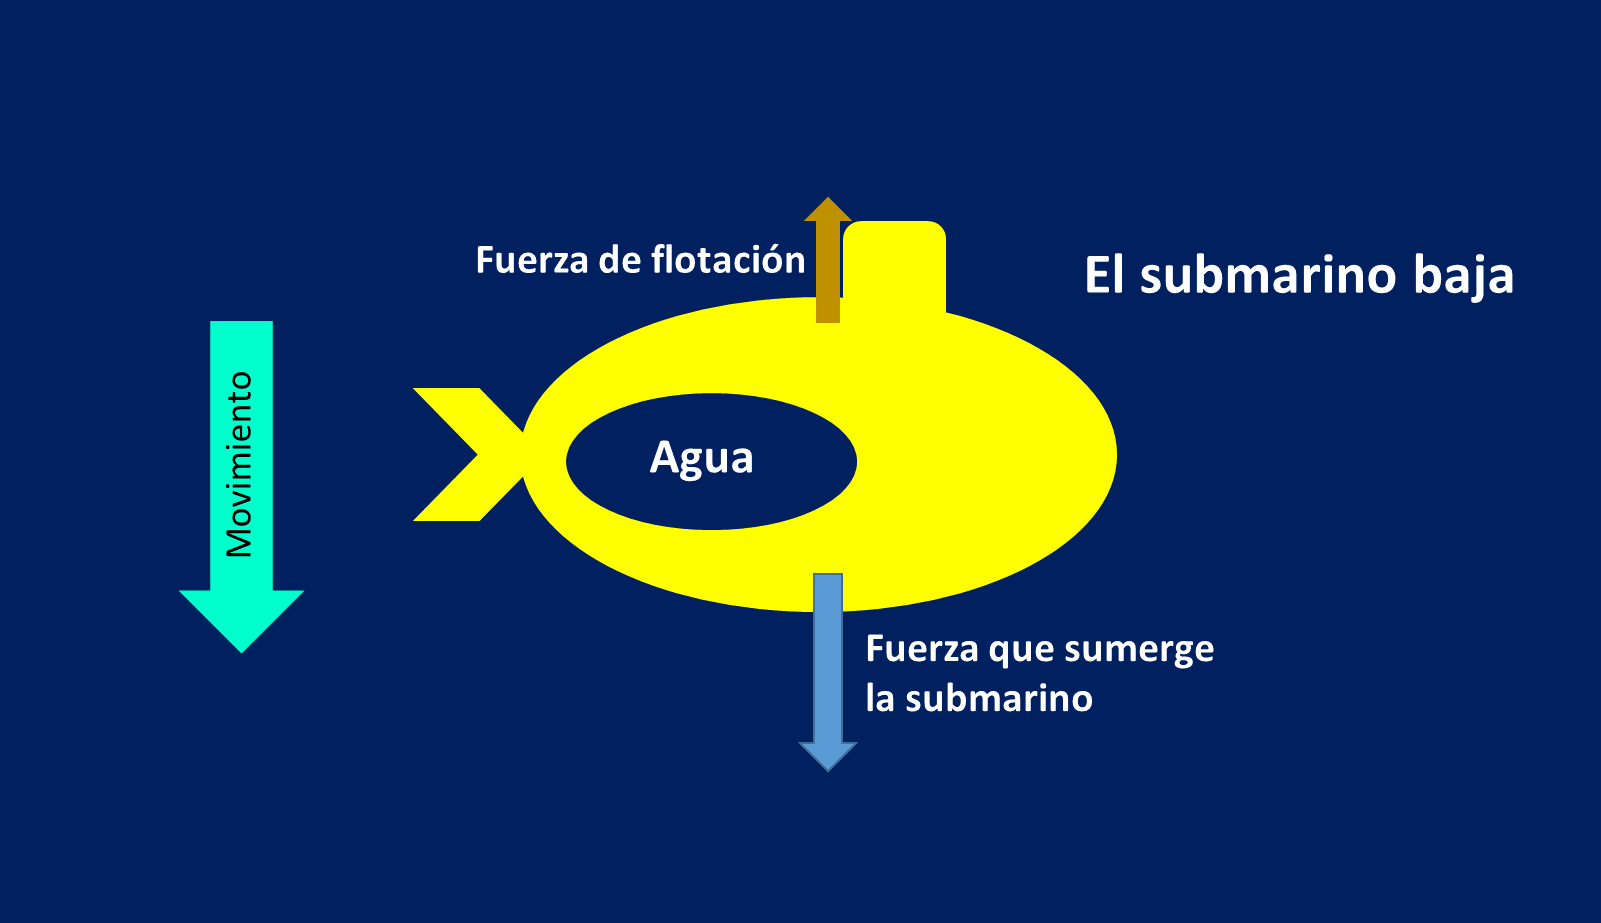 Fuerza de flotación
El submarino baja
Movimiento
Agua
Fuerza que sumerge
la submarino